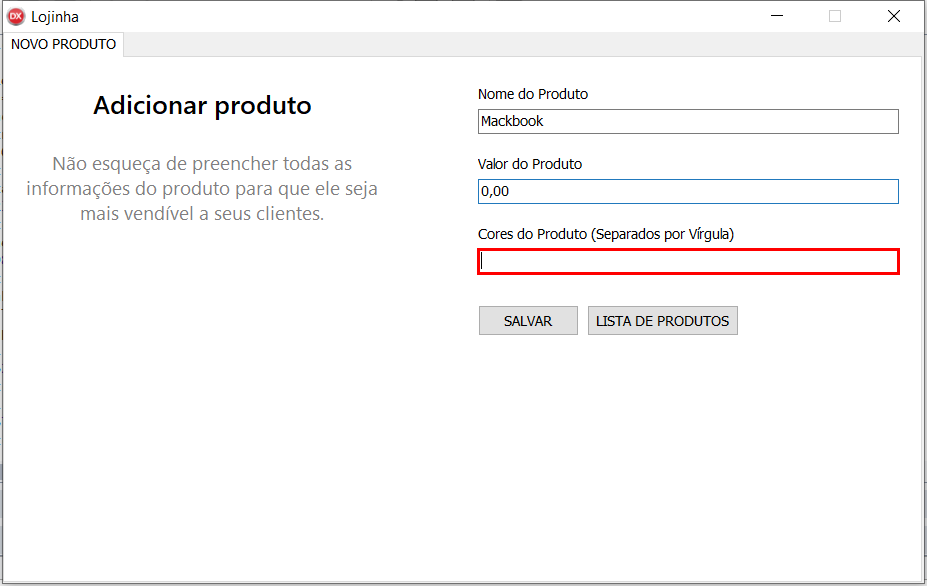 DX Lojinha
NOVO PRODUTO
Adicionar produto
Não esqueça de preencher todas as
informações do produto para que ele seja
mais vendível a seus clientes.
Nome do Produto
Mackbook
Valor do Produto
0,00
Cores do Produto (Separados por Vírgula)
SALVAR LISTA DE PRODUTOS